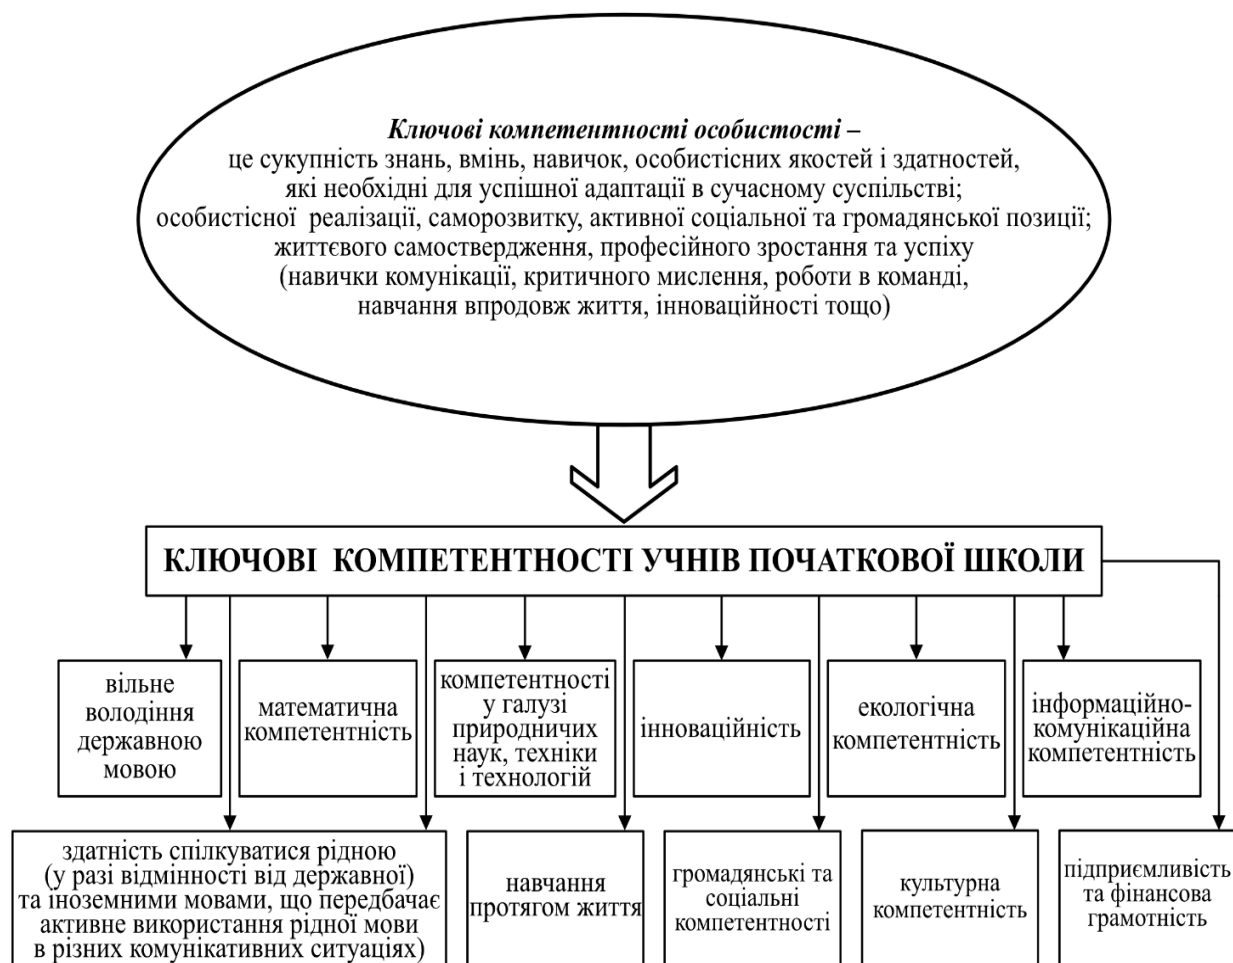 Ключові компетентності особистості –
це сукупність знань, вмінь, навичок, особистісних якостей і здатностей,
які необхідні для успішної адаптації в сучасному суспільстві;
особистісної реалізації, саморозвитку, активної соціальної та громадянської позиції;
життєвого самоствердження, професійного зростання та успіху
(навички комунікації, критичного мислення, роботи в команді,
навчання впродовж життя, інноваційності тощо)
КЛЮЧОВІ КОМПЕТЕНТНОСТІ УЧНІВ ПОЧАТКОВОЇ ШКОЛИ
вільне
володіння
державною
мовою
математична
компетентність
компетентності
у галузі
природничих
наук, техніки
і технологій
інноваційність
екологічна
компетентність
інформаційно-
комунікаційна
компетентність
здатність спілкуватися рідною
(у разі відмінності від державної)
та іноземними мовами, що передбачає
активне використання рідної мови
в різних комунікативних ситуаціях)
навчання
протягом життя
громадянські та
соціальні
компетентності
культурна
компетентність
підприємливість
та фінансова
грамотність